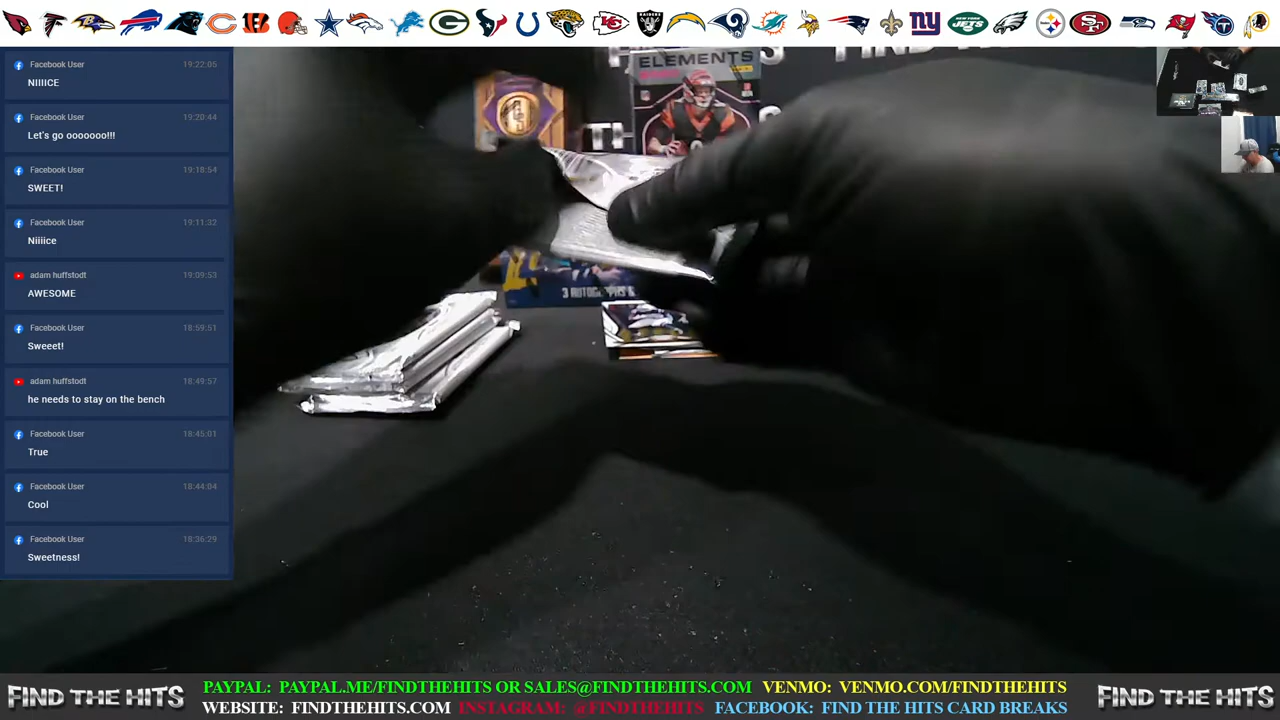 ELEMENTS
FIND
TH
3 AUTOGRAPHS &
Facebook User 19:22:05
NIIIICE
Facebook User 19:20:44
Let's go ooooooo!!!
Facebook User 19:18:54
SWEET!
Facebook User 19:11:32
Niiiice
adam huffstodt 19:09:53
AWESOME
Facebook User 18:59:51
Sweeet!
adam huffstodt 18:49:57
he needs to stay on the bench
Facebook User 18:45:01
True
Facebook User 18:44:04
Cool
Facebook User 18:36:29
Sweetness!
FIND THE HITS
PAYPAL: PAYPAL.ME/FINDTHEHITS OR SALES@FINDTHEHITS.COM VENMO: VENMO.COM/FINDTHEHITS
WEBSITE: FINDTHEHITS.COM INSTAGRAM: @FINDTHEHITS FACEBOOK: FIND THE HITS CARD BREAKS
FIND THE HITS